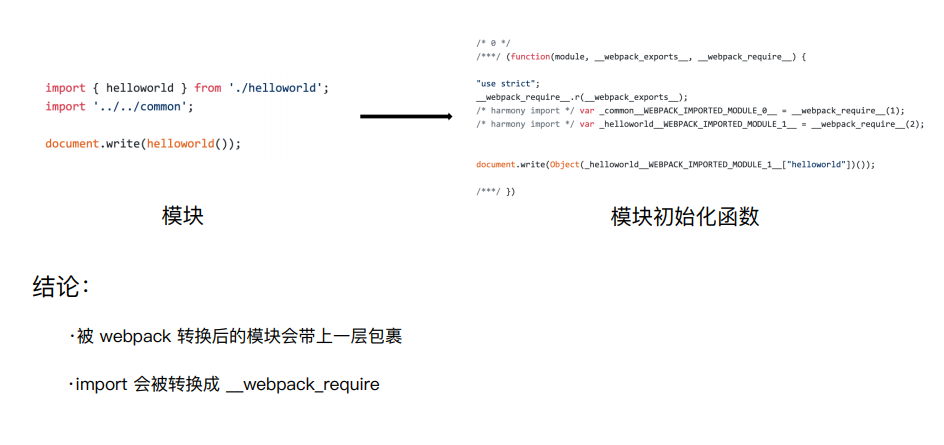 import { helloworld } from './helloworld';
import '../../common';
document.write(helloworld());
模块
/* 0 */
/***/ (function(module, __webpack_exports__, __webpack_require__) {
"use strict";
__webpack_require__.r(__webpack_exports__);
/* harmony import */ var _common__WEBPACK_IMPORTED_MODULE_0__ = __webpack_require__(1);
/* harmony import */ var _helloworld__WEBPACK_IMPORTED_MODULE_1__ = __webpack_require__(2);
document.write(Object(_helloworld__WEBPACK_IMPORTED_MODULE_1__["helloworld"])());
/***/ })
模块初始化函数
结论：
·被 webpack 转换后的模块会带上一层包裹
·import 会被转换成 __webpack_require